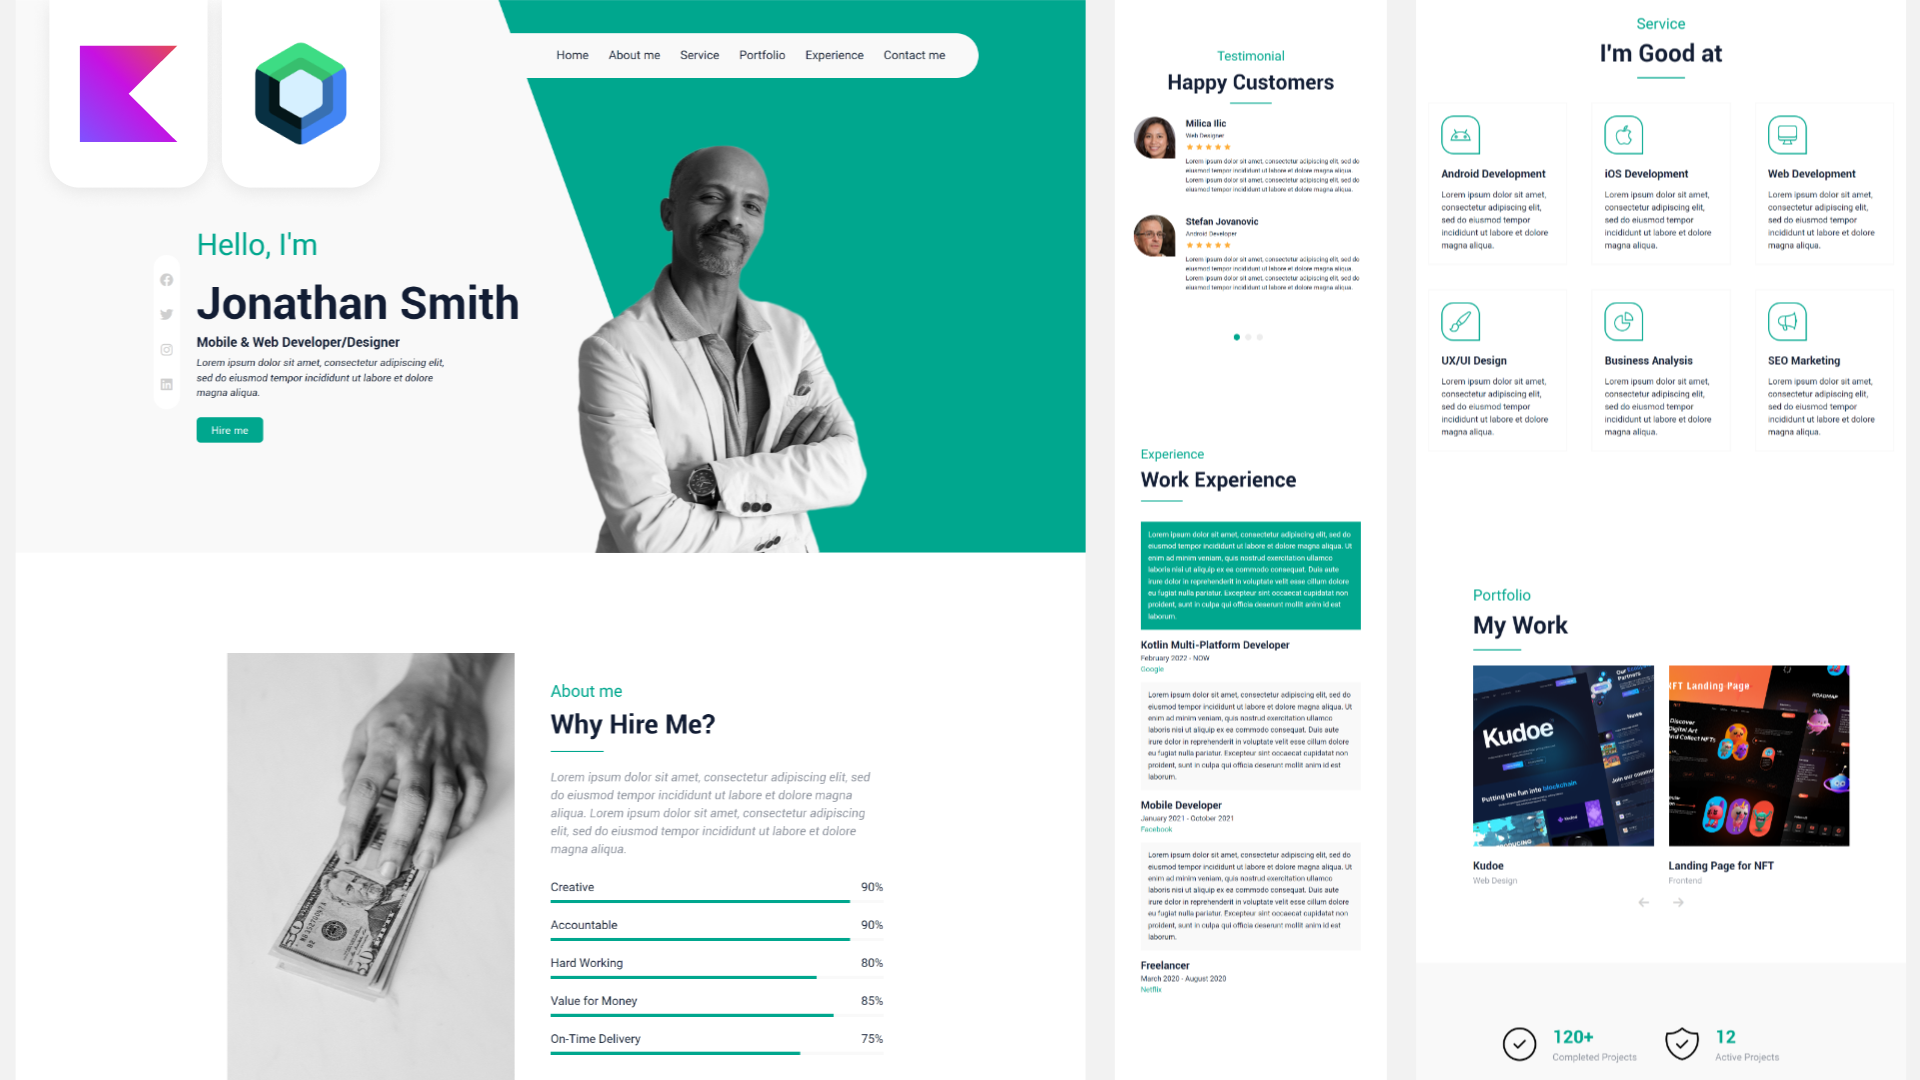 Home About me Service Portfolio Experience Contact me
Hello, I'm
Jonathan Smith
Mobile & Web Developer/Designer
Lorem ipsum dolor sit amet, consectetur adipiscing elit,
sed do eiusmod tempor incididunt ut labore et dolore
magna aliqua.
Hire me
About me
Why Hire Me?
Lorem ipsum dolor sit amet, consectetur adipiscing elit, sed
do eiusmod tempor incididunt ut labore et dolore magna
aliqua. Lorem ipsum dolor sit amet, consectetur adipiscing
elit, sed do eiusmod tempor incididunt ut labore et dolore
magna aliqua.
Creative 90%
Accountable 90%
Hard Working 80%
Value for Money 85%
On-Time Delivery 75%
Testimonial
Happy Customers
Milica Ilic
Web Designer
Lorem ipsum dolor sit amet, consectetur adipiscing elit, sed do
eiusmod tempor incididunt ut labore et dolore magna aliqua.
Lorem ipsum dolor sit amet, consectetur adipiscing elit, sed do
eiusmod tempor incididunt ut labore et dolore magna aliqua.
Stefan Jovanovic
Android Developer
Lorem ipsum dolor sit amet, consectetur adipiscing elit, sed do
eiusmod tempor incididunt ut labore et dolore magna aliqua.
Lorem ipsum dolor sit amet, consectetur adipiscing elit, sed do
eiusmod tempor incididunt ut labore et dolore magna aliqua.
Experience
Work Experience
Lorem ipsum dolor sit amet, consectetur adipiscing elit, sed do
eiusmod tempor incididunt ut labore et dolore magna aliqua. Ut
enim ad minim veniam, quis nostrud exercitation ullamco
laboris nisi ut aliquip ex ea commodo consequat. Duis aute
irure dolor in reprehenderit in voluptate velit esse cillum dolore
eu fugiat nulla pariatur. Excepteur sint occaecat cupidatat non
proident, sunt in culpa qui officia deserunt mollit anim id est
laborum.
Kotlin Multi-Platform Developer
February 2022 - NOW
Google
Lorem ipsum dolor sit amet, consectetur adipiscing elit, sed do
eiusmod tempor incididunt ut labore et dolore magna aliqua. Ut
enim ad minim veniam, quis nostrud exercitation ullamco
laboris nisi ut aliquip ex ea commodo consequat. Duis aute
irure dolor in reprehenderit in voluptate velit esse cillum dolore
eu fugiat nulla pariatur. Excepteur sint occaecat cupidatat non
proident, sunt in culpa qui officia deserunt mollit anim id est
laborum.
Mobile Developer
January 2021 - October 2021
Facebook
Lorem ipsum dolor sit amet, consectetur adipiscing elit, sed do
eiusmod tempor incididunt ut labore et dolore magna aliqua. Ut
enim ad minim veniam, quis nostrud exercitation ullamco
laboris nisi ut aliquip ex ea commodo consequat. Duis aute
irure dolor in reprehenderit in voluptate velit esse cillum dolore
eu fugiat nulla pariatur. Excepteur sint occaecat cupidatat non
proident, sunt in culpa qui officia deserunt mollit anim id est
laborum.
Freelancer
March 2020 - August 2020
Netflix
Service
I'm Good at
Android Development
Lorem ipsum dolor sit amet,
consectetur adipiscing elit,
sed do eiusmod tempor
incididunt ut labore et dolore
magna aliqua.
iOS Development
Lorem ipsum dolor sit amet,
consectetur adipiscing elit,
sed do eiusmod tempor
incididunt ut labore et dolore
magna aliqua.
Web Development
Lorem ipsum dolor sit amet,
consectetur adipiscing elit,
sed do eiusmod tempor
incididunt ut labore et dolore
magna aliqua.
UX/UI Design
Lorem ipsum dolor sit amet,
consectetur adipiscing elit,
sed do eiusmod tempor
incididunt ut labore et dolore
magna aliqua.
Business Analysis
Lorem ipsum dolor sit amet,
consectetur adipiscing elit,
sed do eiusmod tempor
incididunt ut labore et dolore
magna aliqua.
SEO Marketing
Lorem ipsum dolor sit amet,
consectetur adipiscing elit,
sed do eiusmod tempor
incididunt ut labore et dolore
magna aliqua.
Portfolio
My Work
Partners
News
Kudoe
Putting the fun into blockchain
Join our commun
NFT Landing Page
ROADMAP
Discover
Digital Art
And Collect NFTs
Kudoe
Web Design
Landing Page for NFT
Frontend
120+
Completed Projects
12
Active Projects